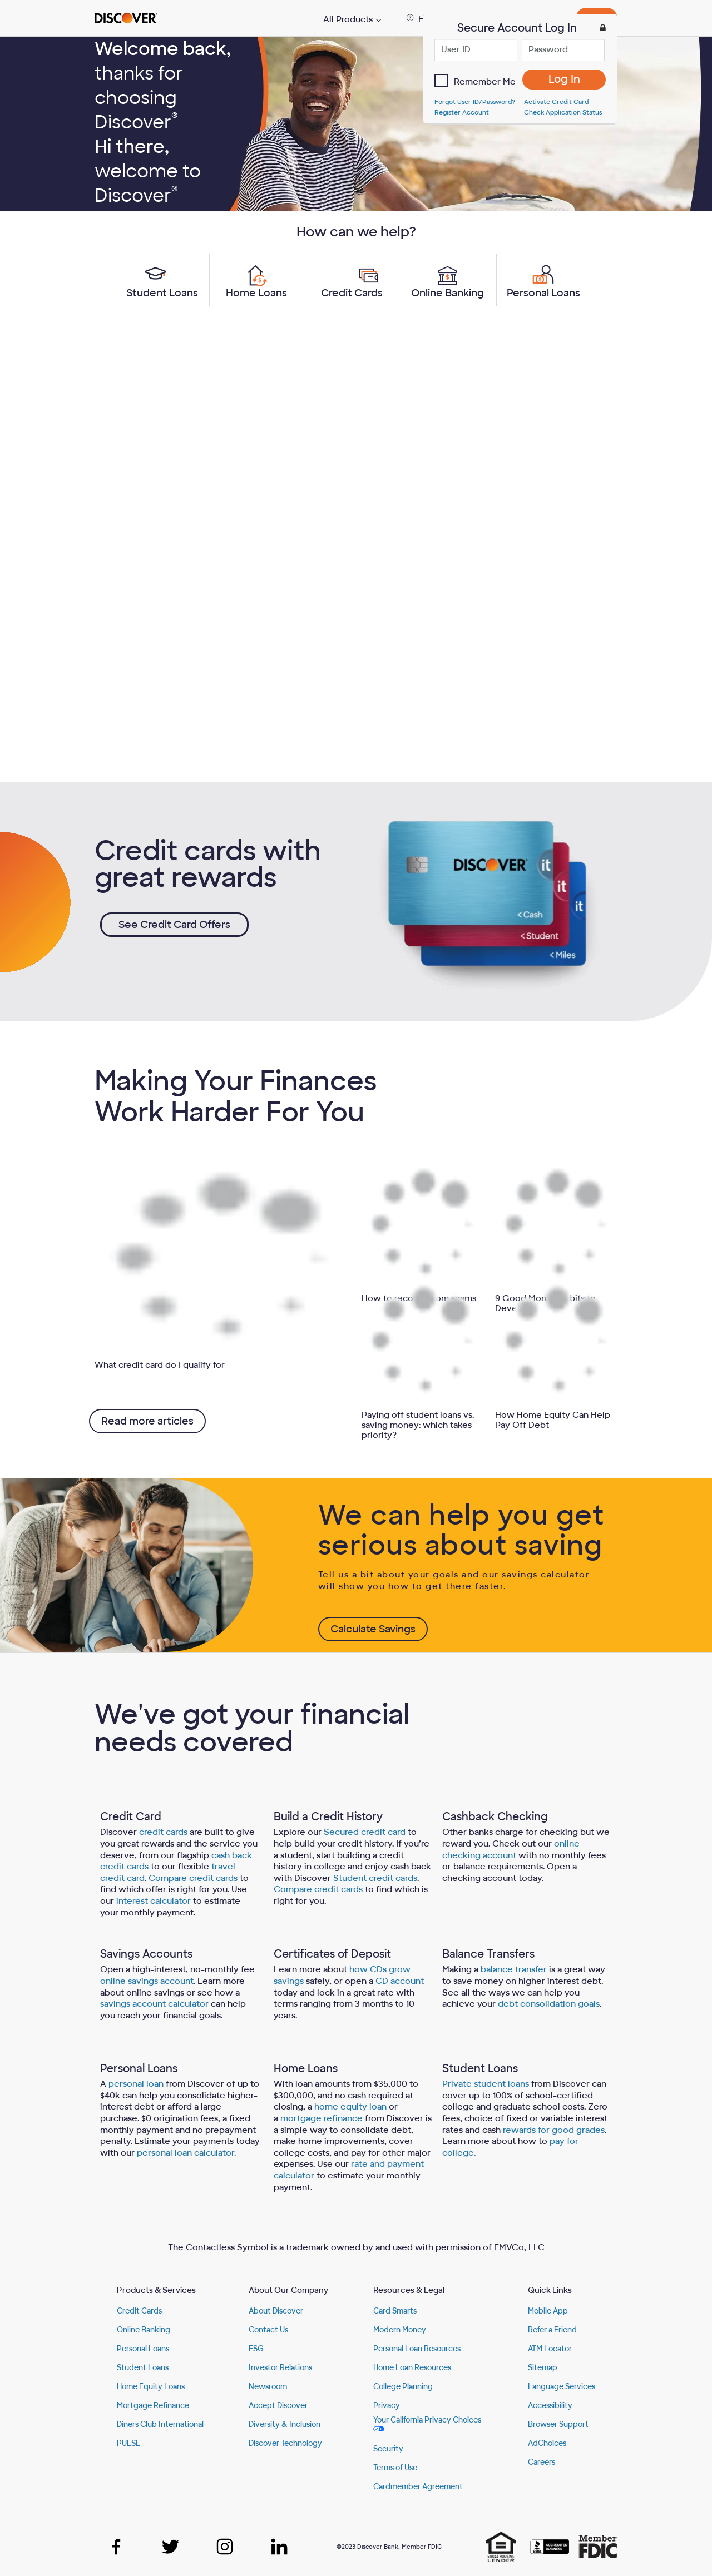 DISCOVER
All Products
Secure Account Log In
User ID
Password
Remember Me
Log In
Forgot User ID/Password?
Activate Credit Card
Register Account
Check Application Status
Welcome back,
thanks for
choosing
Discover®
Hi there,
welcome to
Discover®
How can we help?
Student Loans
Home Loans
Credit Cards
Online Banking
Personal Loans
Credit cards with
great rewards
See Credit Card Offers
DISCOVER
it
it
it
Cash
Student
Miles
Making Your Finances
Work Harder For You
What credit card do I qualify for
Read more articles
How to
9 Good
Paying off student loans vs.
saving money: which takes
priority?
How Home Equity Can Help
Pay Off Debt
We can help you get
serious about saving
Tell us a bit about your goals and our savings calculator
will show you how to get there faster.
Calculate Savings
We've got your financial
needs covered
Credit Card
Discover credit cards are built to give
you great rewards and the service you
deserve, from our flagship cash back
credit cards to our flexible travel
credit card. Compare credit cards to
find which offer is right for you. Use
our interest calculator to estimate
your monthly payment.
Build a Credit History
Explore our Secured credit card to
help build your credit history. If you're
a student, start building a credit
history in college and enjoy cash back
with Discover Student credit cards.
Compare credit cards to find which is
right for you.
Cashback Checking
Other banks charge for checking but we
reward you. Check out our online
checking account with no monthly fees
or balance requirements. Open a
checking account today.
Savings Accounts
Open a high-interest, no-monthly fee
online savings account. Learn more
about online savings or see how a
savings account calculator can help
you reach your financial goals.
Certificates of Deposit
Learn more about how CDs grow
savings safely, or open a CD account
today and lock in a great rate with
terms ranging from 3 months to 10
years.
Balance Transfers
Making a balance transfer is a great way
to save money on higher interest debt.
See all the ways we can help you
achieve your debt consolidation goals.
Personal Loans
A personal loan from Discover of up to
$40k can help you consolidate higher-
interest debt or afford a large
purchase. $0 origination fees, a fixed
monthly payment and no prepayment
penalty. Estimate your payments today
with our personal loan calculator.
Home Loans
With loan amounts from $35,000 to
$300,000, and no cash required at
closing, a home equity loan or
a mortgage refinance from Discover is
a simple way to consolidate debt,
make home improvements, cover
college costs, and pay for other major
expenses. Use our rate and payment
calculator to estimate your monthly
payment.
Student Loans
Private student loans from Discover can
cover up to 100% of school-certified
college and graduate school costs. Zero
fees, choice of fixed or variable interest
rates and cash rewards for good grades.
Learn more about how to pay for
college.
The Contactless Symbol is a trademark owned by and used with permission of EMVCo, LLC
Products & Services
Credit Cards
Online Banking
Personal Loans
Student Loans
Home Equity Loans
Mortgage Refinance
Diners Club International
PULSE
About Our Company
About Discover
Contact Us
ESG
Investor Relations
Newsroom
Accept Discover
Diversity & Inclusion
Discover Technology
Resources & Legal
Card Smarts
Modern Money
Personal Loan Resources
Home Loan Resources
College Planning
Privacy
Your California Privacy Choices
Security
Terms of Use
Cardmember Agreement
Quick Links
Mobile App
Refer a Friend
ATM Locator
Sitemap
Language Services
Accessibility
Browser Support
AdChoices
Careers
©2023 Discover Bank, Member FDIC
EQUAL HOUSING
LENDER
BBB
ACCREDITED
BUSINESS
Member
FDIC